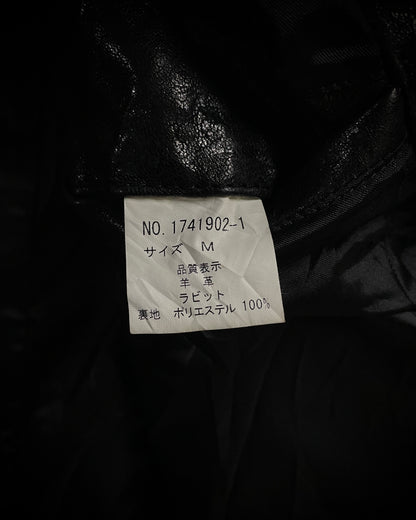 NO. 1741902-1
サイズ M
品質表示
羊 革
ラビット
裏地 ポリエステル 100%